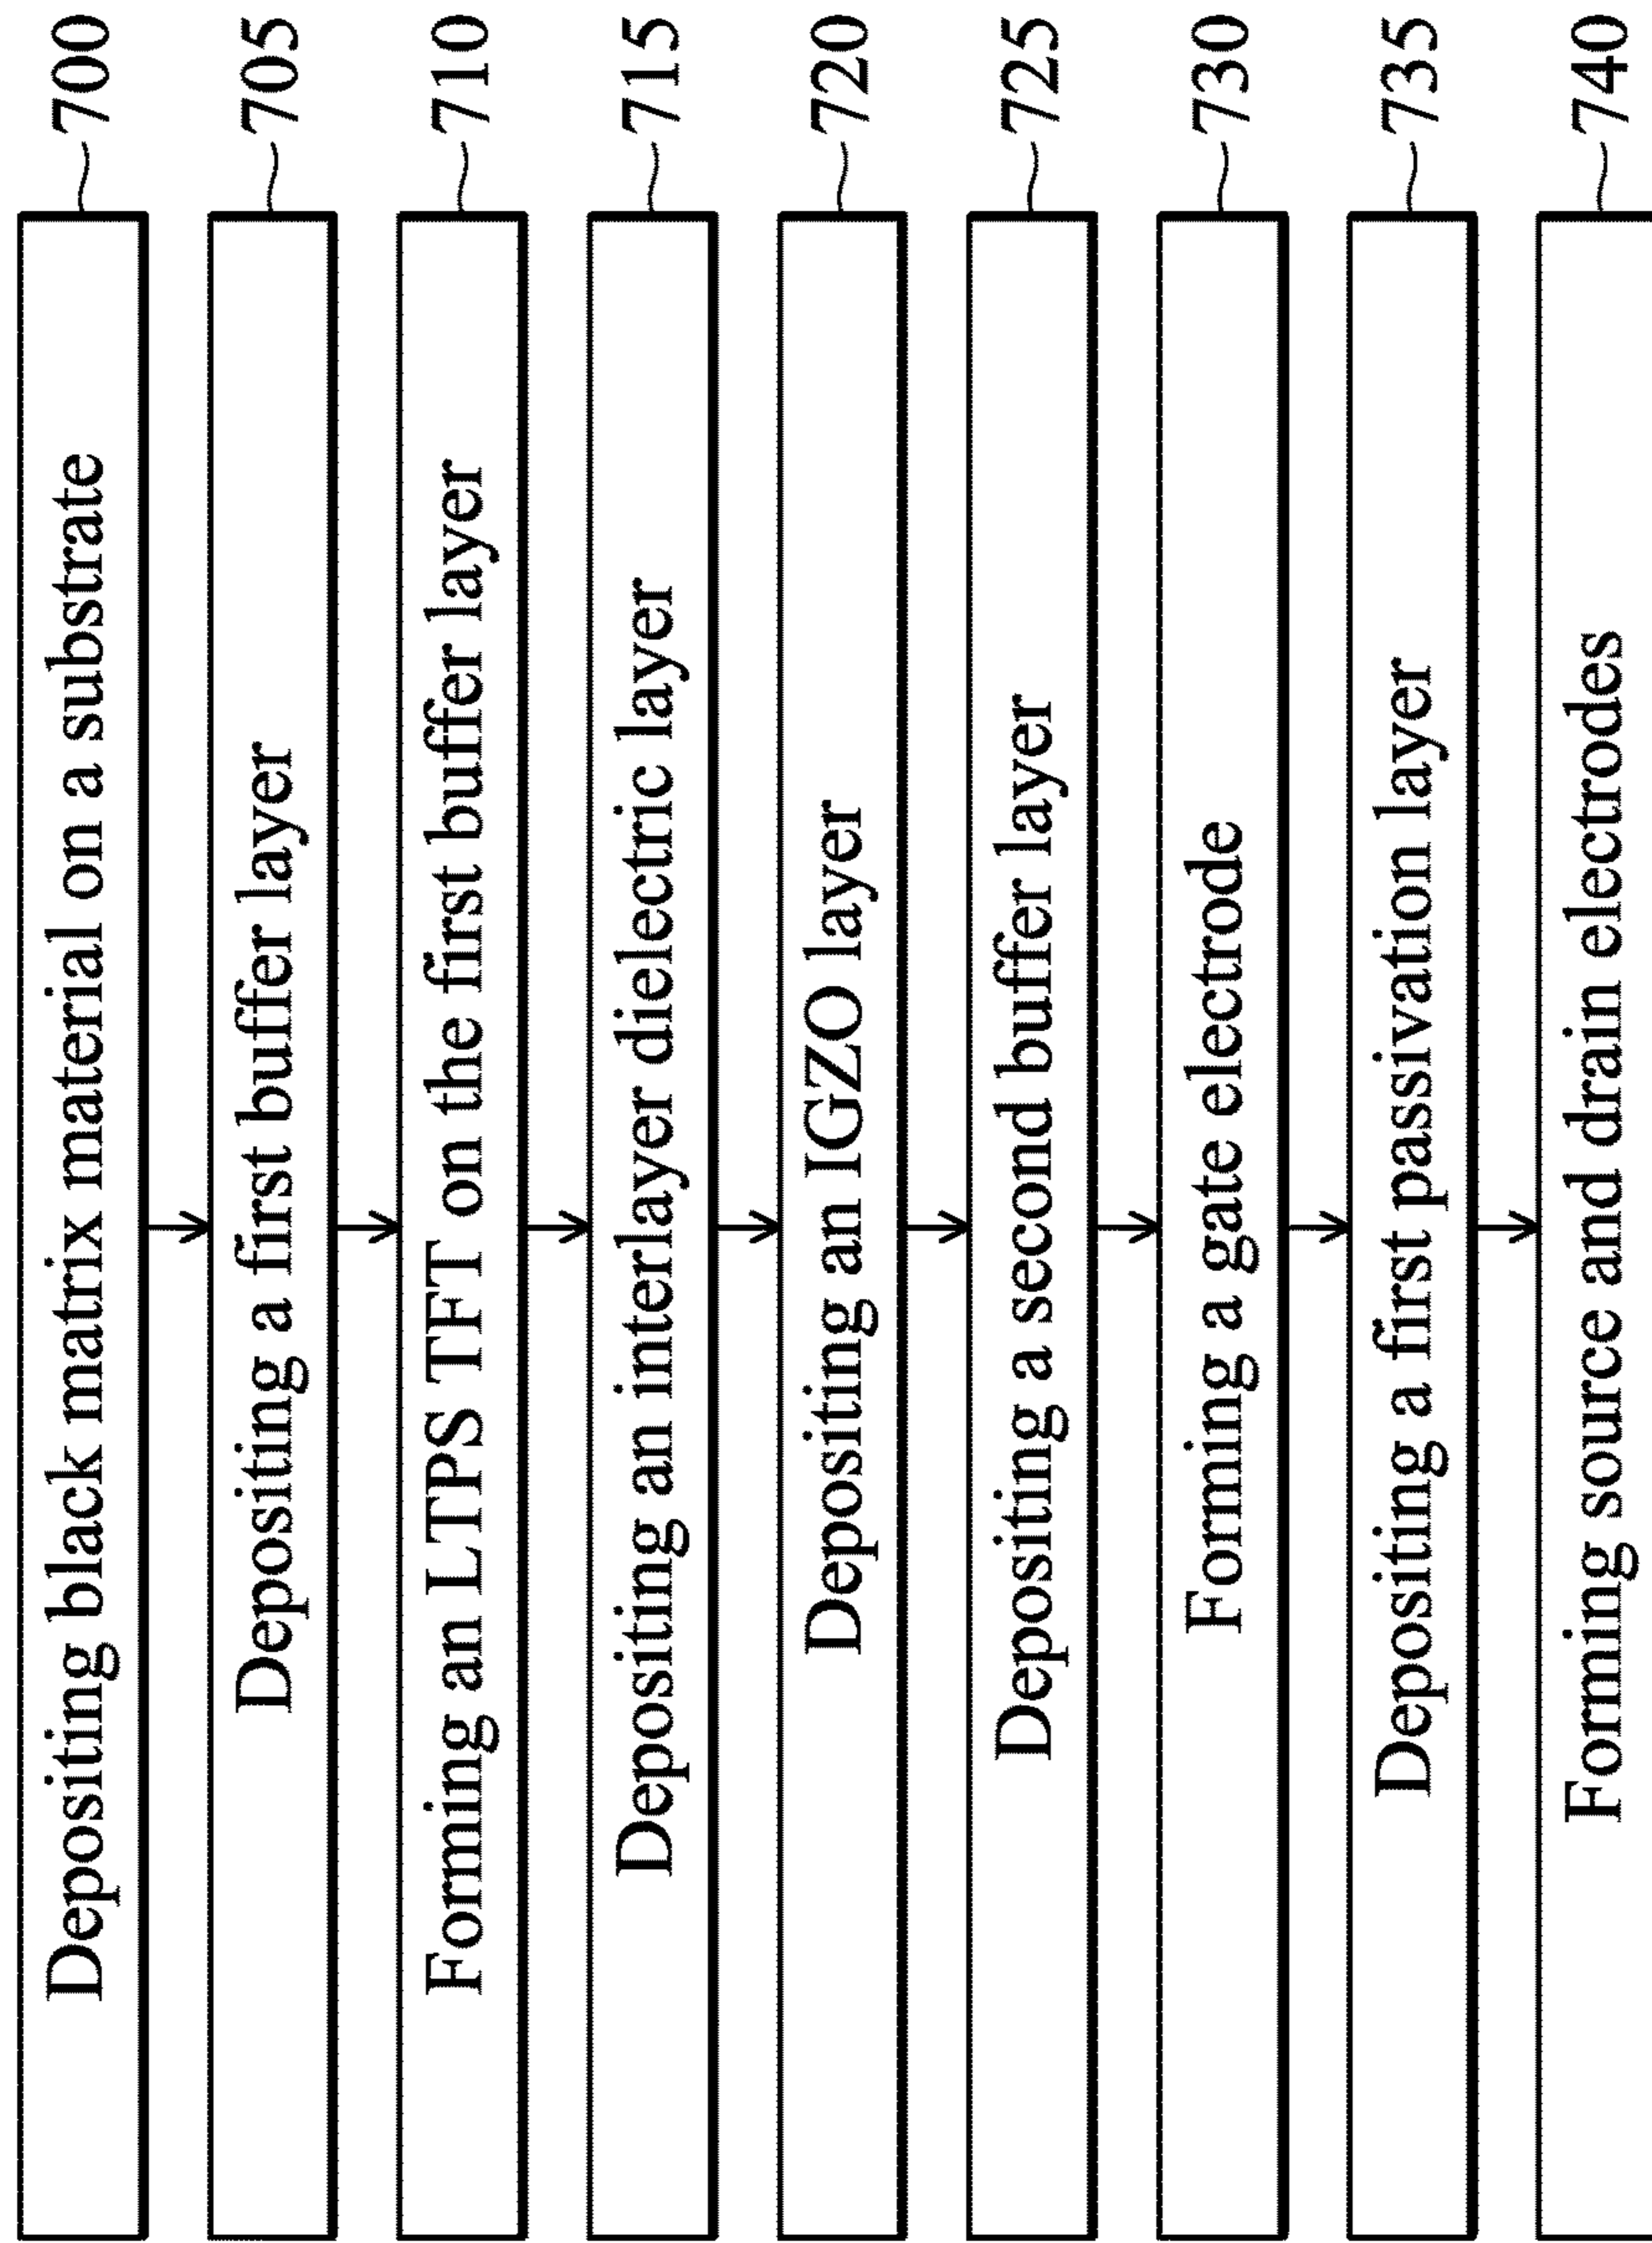 Depositing black matrix material on a substrate 700
Depositing a first buffer layer 705
Forming an LTPS TFT on the first buffer layer 710
Depositing an interlayer dielectric layer 715
Depositing an IGZO layer 720
Depositing a second buffer layer 725
Forming a gate electrode 730
Depositing a first passivation layer 735
Forming source and drain electrodes 740